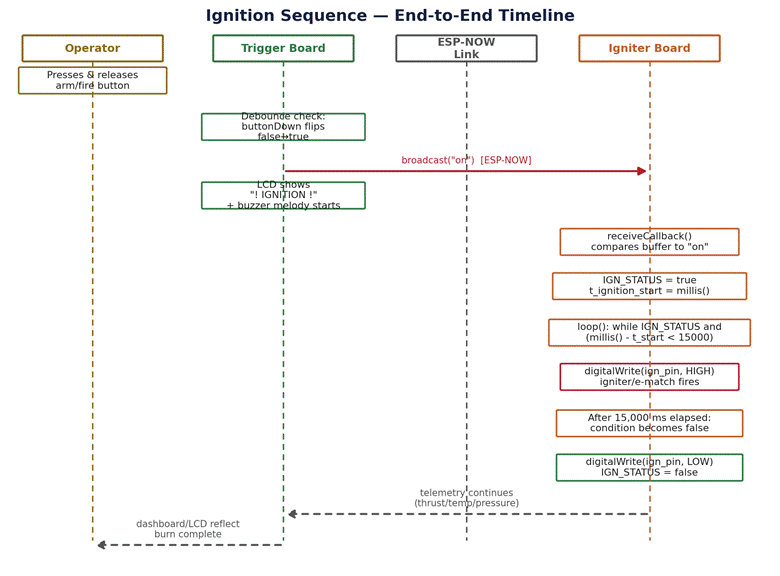 Ignition Sequence — End-to-End Timeline
Operator
Trigger Board
ESP-NOW
Link
Igniter Board
Presses & releases
arm/fire button
Debounce check:
buttonDown flips
false→true
broadcast("on") [ESP-NOW]
LCD shows
"! IGNITION !"
+ buzzer melody starts
receiveCallback()
compares buffer to "on"
IGN_STATUS = true
t_ignition_start = millis()
loop(): while IGN_STATUS and
(millis() - t_start < 15000)
digitalWrite(ign_pin, HIGH)
igniter/e-match fires
After 15,000 ms elapsed:
condition becomes false
digitalWrite(ign_pin, LOW)
IGN_STATUS = false
telemetry continues
(thrust/temp/pressure)
dashboard/LCD reflect
burn complete